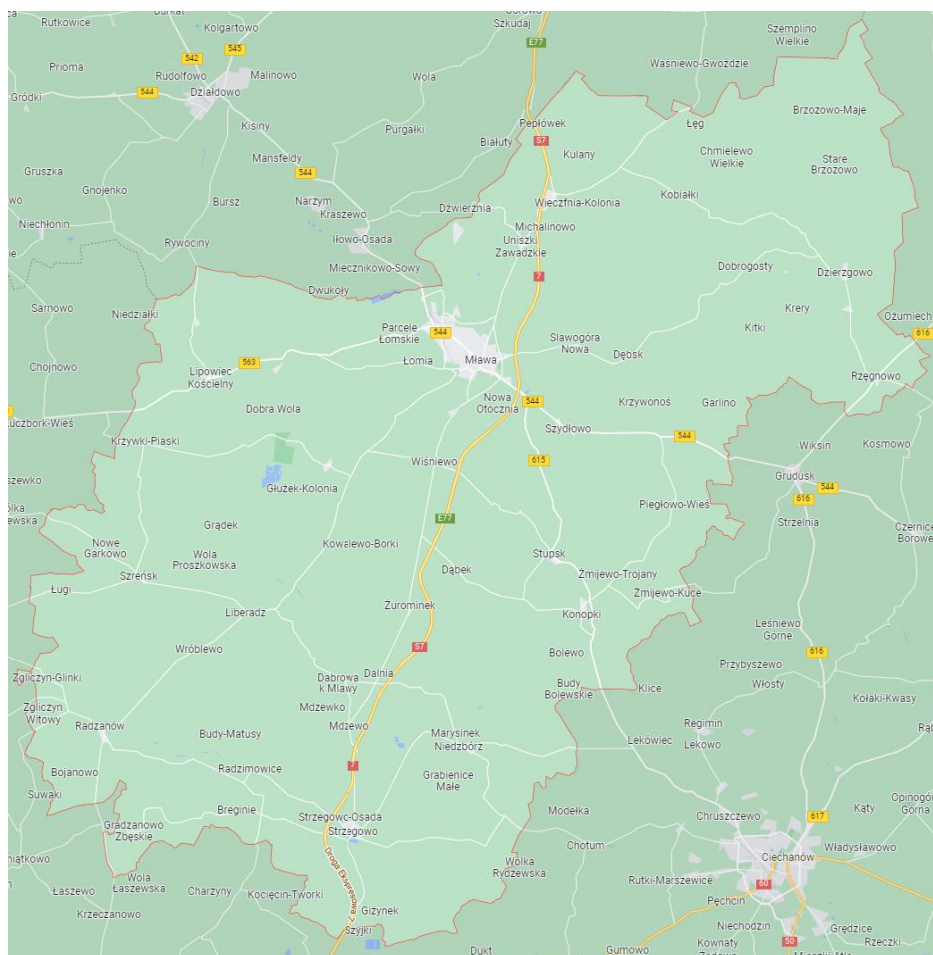 Rutkowice
Kolgartowo
Szkudaj
Szemplino
Wielkie
E77
545
542
Prioma
Rudolfowo
Malinowo
Wola
Waśniewo-Gwoździe
Gródki
544
Działdowo
Brzozowo-Maje
Kisiny
Purgałki
Pepłówek
Łęg
Białuty
S7
Kulany
Chmielewo
Wielkie
Stare
Brzozowo
Mansfeldy
544
Gruszka
Gnojenko
Bursz
Narzym
Kraszewo
Dźwierznia
Wieczfnia-Kolonia
Kobiałki
Niechłonin
Michalinowo
Iłowo-Osada
Uniszki
Zawadzkie
Rywociny
Miecznikowo-Sowy
Dobrogosty
Dzierzgowo
7
Dwukoły
Sarnowo
Niedziałki
Krery
Kitki
616
Parcele
Łomskie
544
Sławogóra
Nowa
Dębsk
Chojnowo
563
Łomia
Mława
Lipowiec
Kościelny
Rzęgnowo
Nowa
Otocznia
544
Krzywonoś
Garlino
Dobra Wola
Szydłowo
544
Krzywki-Piaski
Wiksin
Kosmowo
Wiśniewo
615
Grudusk
544
616
Głużek-Kolonia
Piegłowo-Wieś
E77
Strzelnia
Grądek
Nowe
Garkowo
Wola
Proszkowska
Kowalewo-Borki
Stupsk
Dąbek
Szreńsk
Żmijewo-Trojany
Ługi
Żmijewo-Kuce
Liberadz
Żurominek
Konopki
Leśniewo
Górne
Wróblewo
S7
Bolewo
616
Przybyszewo
Zgliczyn-Glinki
Dąbrowa
k Mławy
Dalnia
Budy
Bolewskie
Klice
Włosty
Kołaki-Kwasy
Zgliczyn
Witowy
Mdzewko
Radzanów
Budy-Matusy
Mdzewo
Marysinek
Niedzbórz
Regimin
Lekówiec
Lekowo
Bojanowo
Radzimowice
7
Grabienice
Małe
Suwaki
Breginie
Strzegowo-Osada
Strzegowo
Modełka
Chruszczewo
617
Kąty
Gradzanowo
Zbęskie
Chotum
Ciechanów
Władysławowo
Droga Ekspresowa 7
Wólka
Rydzewska
Wola
Łaszewska
Łaszewo
Charzyny
Kocięcin-Tworki
Rutki-Marszewice
60
Pęchcin
Krzeczanowo
Giżynek
Szyjki
Niechodzin
Grędzice
50
Rzeczki
Dukt
Gumowo
Kownaty